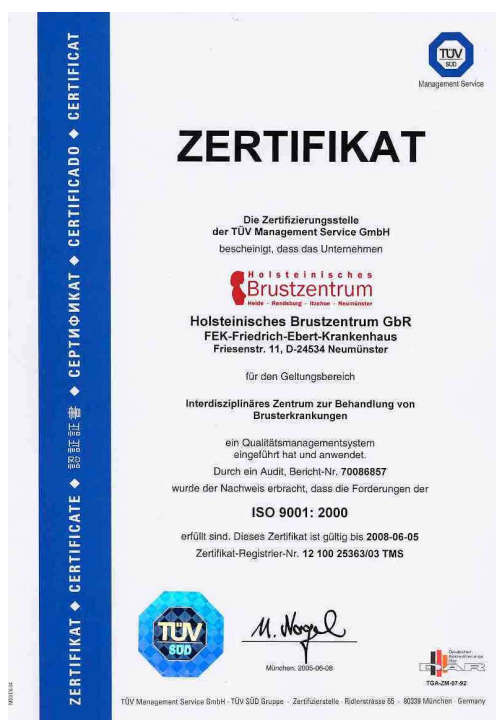 TÜV
SÜD
Management Service
ZERTIFIKAT
Die Zertifizierungsstelle
der TÜV Management Service GmbH
bescheinigt, dass das Unternehmen
Holsteinisches
Brustzentrum
Heide - Rendsburg - Itzehoe - Neumünster
Holsteinisches Brustzentrum GbR
FEK-Friedrich-Ebert-Krankenhaus
Friesenstr. 11, D-24534 Neumünster
für den Geltungsbereich
Interdisziplinäres Zentrum zur Behandlung von
Brusterkrankungen
ein Qualitätsmanagementsystem
eingeführt hat und anwendet.
Durch ein Audit, Bericht-Nr. 70086857
wurde der Nachweis erbracht, dass die Forderungen der
ISO 9001: 2000
erfüllt sind. Dieses Zertifikat ist gültig bis 2008-06-05
Zertifikat-Registrier-Nr. 12 100 25363/03 TMS
TÜV
SÜD
M. Nagel
München, 2005-06-08
Deutscher
DAR
TGA-ZM-07-92
TÜV Management Service GmbH · TÜV SÜD Gruppe · Zertifizierstelle · Ridlerstrasse 65 · 80339 München · Germany
ZERTIFIKAT ◆ CERTIFICATE ◆ 認証証書 ◆ СЕРТИФИКАТ ◆ CERTIFICADO ◆ CERTIFICAT